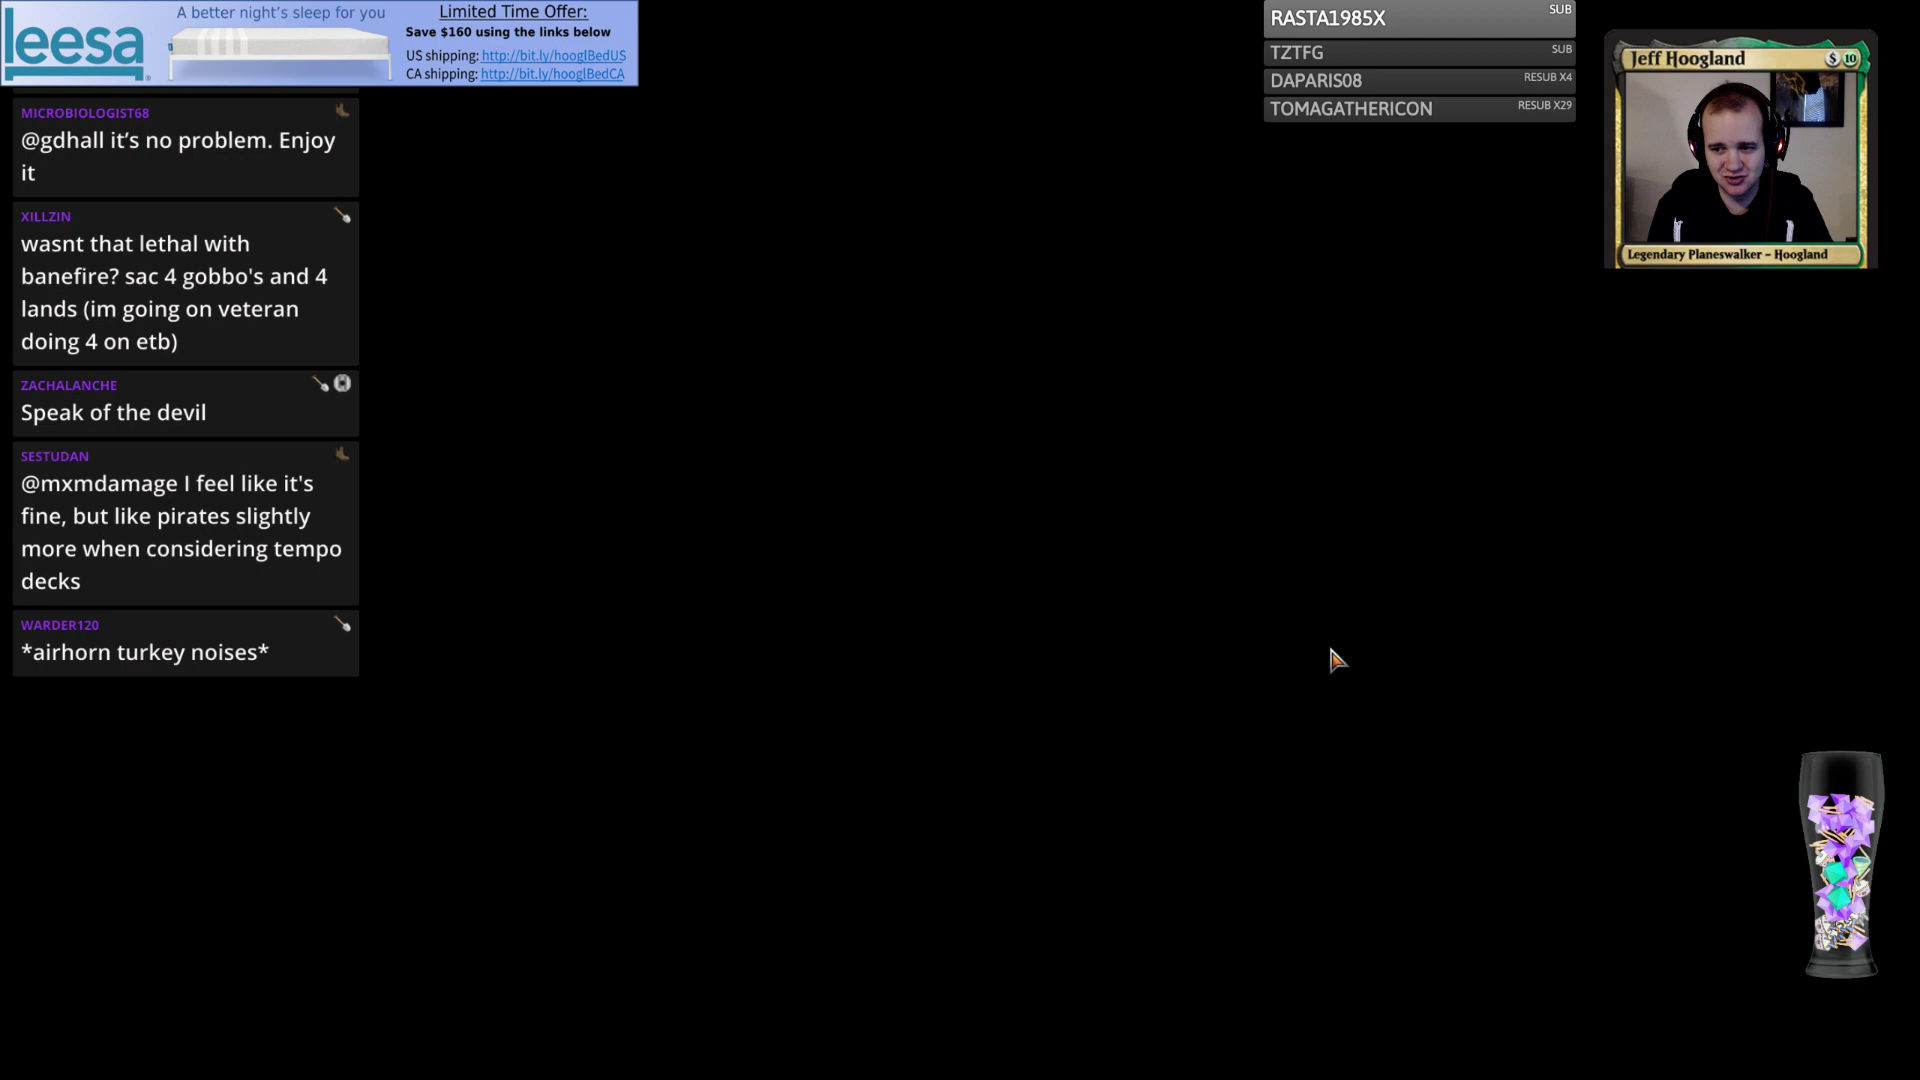 leesa
A better night's sleep for you
Limited Time Offer:
Save $160 using the links below
US shipping: http://bit.ly/hooglBedUS
CA shipping: http://bit.ly/hooglBedCA
MICROBIOLOGIST68
@gdhall it’s no problem. Enjoy
it
XILLZIN
wasnt that lethal with
banefire? sac 4 gobbo's and 4
lands (im going on veteran
doing 4 on etb)
ZACHALANCHE
Speak of the devil
SESTUDAN
@mxmdamage I feel like it's
fine, but like pirates slightly
more when considering tempo
decks
WARDER120
*airhorn turkey noises*
RASTA1985X SUB
TZTFG SUB
DAPARIS08 RESUB X4
TOMAGATHERICON RESUB X29
Jeff Hoogland $ 10
Legendary Planeswalker - Hoogland